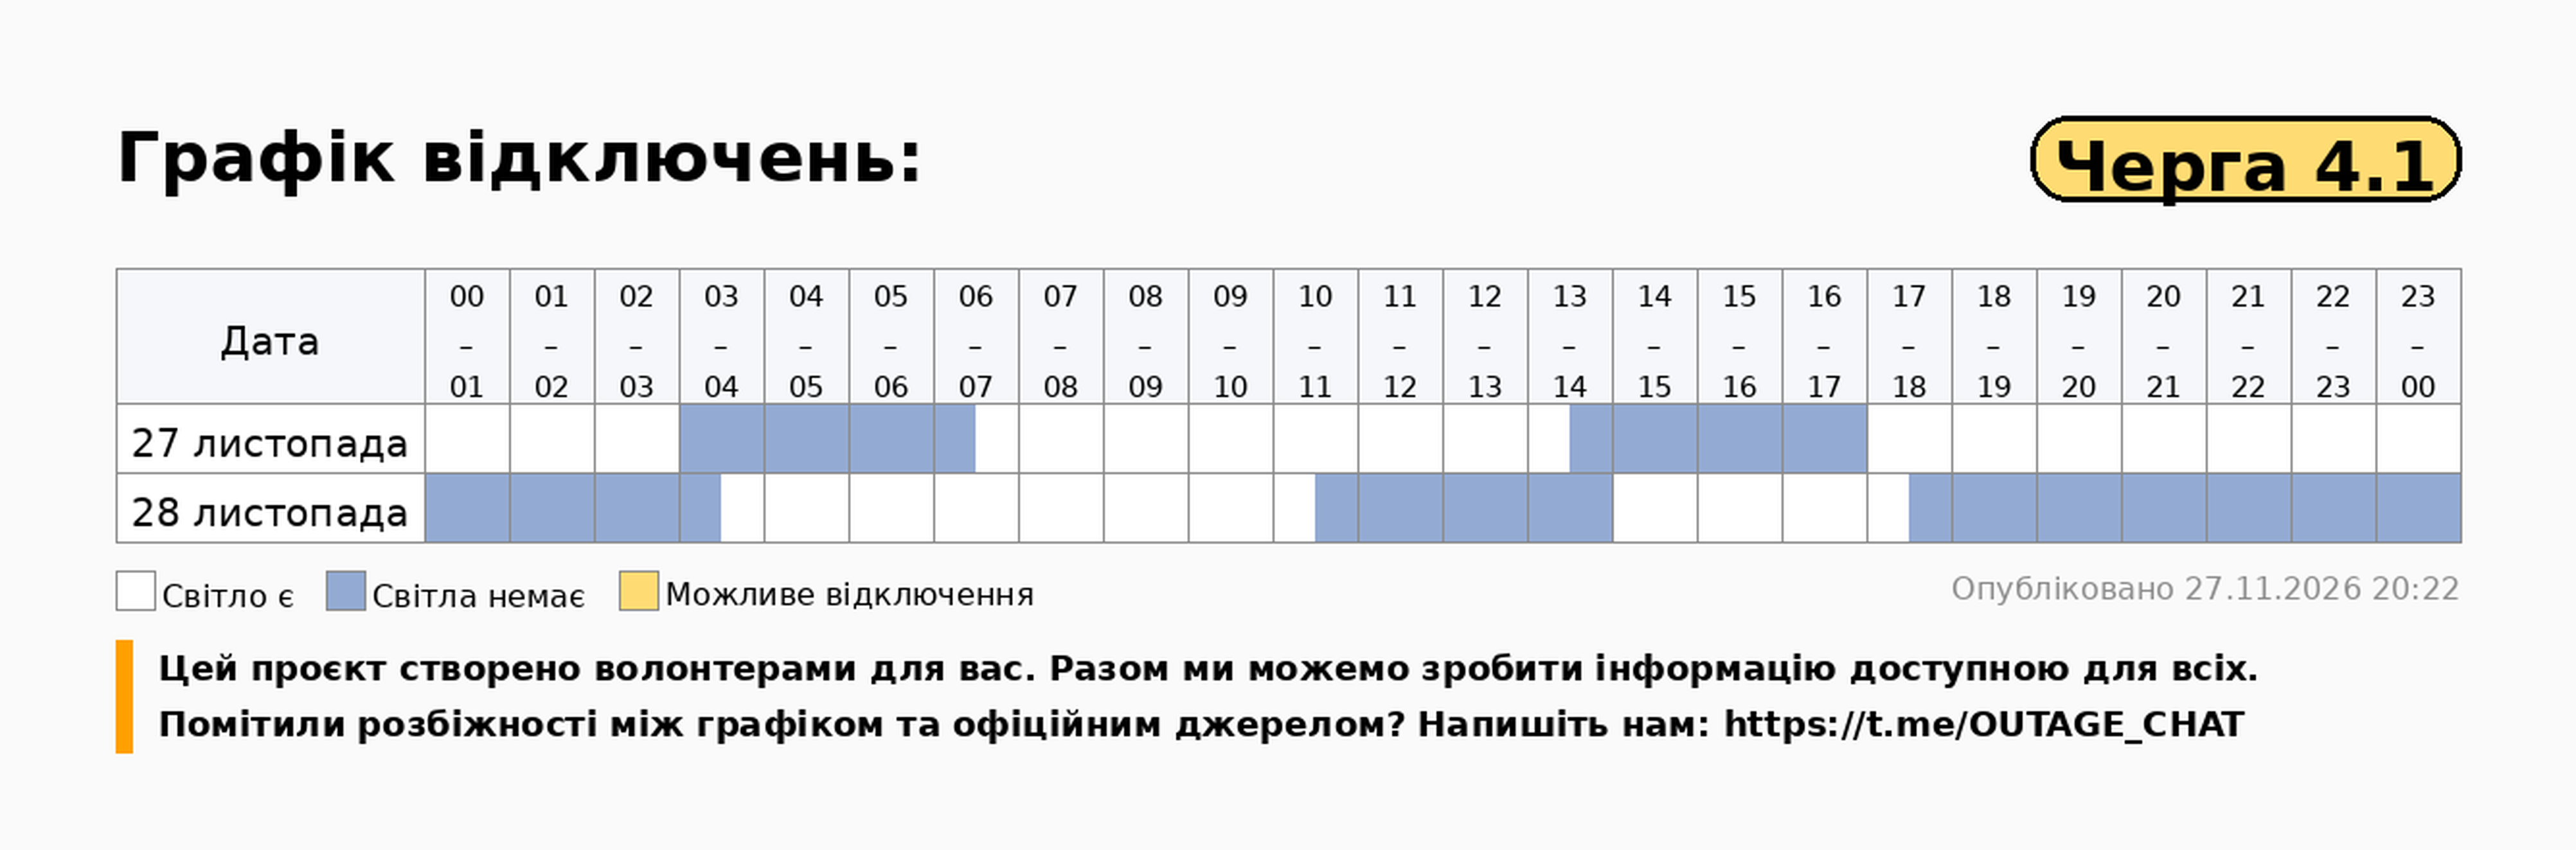 Графік відключень:
Черга 4.1
Дата
00 – 01
01 – 02
02 – 03
03 – 04
04 – 05
05 – 06
06 – 07
07 – 08
08 – 09
09 – 10
10 – 11
11 – 12
12 – 13
13 – 14
14 – 15
15 – 16
16 – 17
17 – 18
18 – 19
19 – 20
20 – 21
21 – 22
22 – 23
23 – 00
27 листопада
28 листопада
Світло є
Світла немає
Можливе відключення
Опубліковано 27.11.2026 20:22
Цей проєкт створено волонтерами для вас. Разом ми можемо зробити інформацію доступною для всіх.
Помітили розбіжності між графіком та офіційним джерелом? Напишіть нам: https://t.me/OUTAGE_CHAT